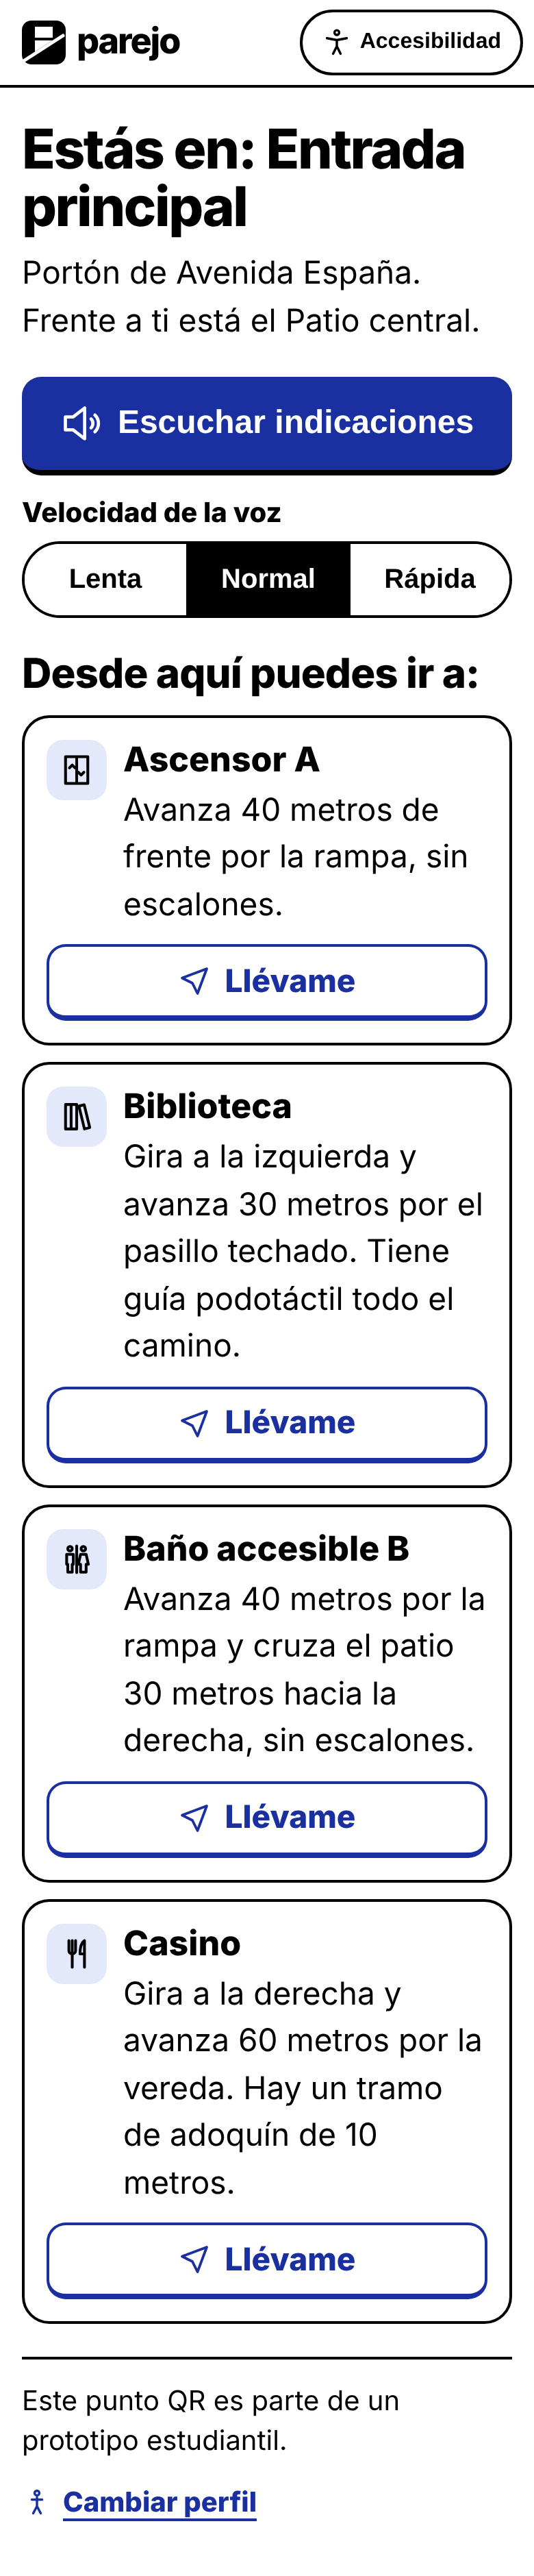 parejo
Accesibilidad
Estás en: Entrada
principal
Portón de Avenida España.
Frente a ti está el Patio central.
Escuchar indicaciones
Velocidad de la voz
Lenta
Normal
Rápida
Desde aquí puedes ir a:
Ascensor A
Avanza 40 metros de
frente por la rampa, sin
escalones.
Llévame
Biblioteca
Gira a la izquierda y
avanza 30 metros por el
pasillo techado. Tiene
guía podotáctil todo el
camino.
Llévame
Baño accesible B
Avanza 40 metros por la
rampa y cruza el patio
30 metros hacia la
derecha, sin escalones.
Llévame
Casino
Gira a la derecha y
avanza 60 metros por la
vereda. Hay un tramo
de adoquín de 10
metros.
Llévame
Este punto QR es parte de un
prototipo estudiantil.
Cambiar perfil